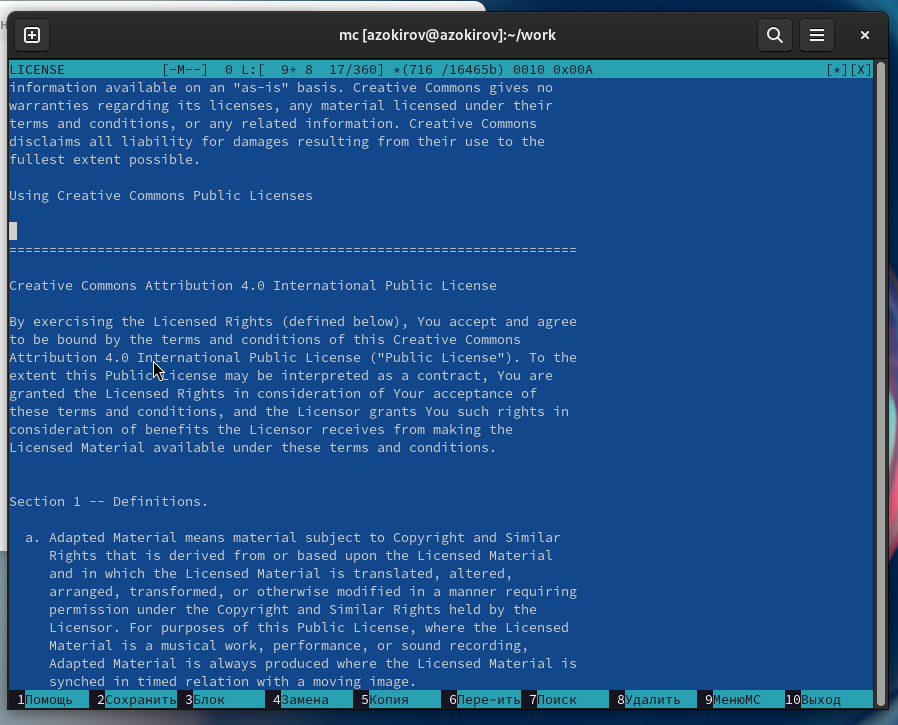 mc [azokirov@azokirov]:~/work
LICENSE [-M--] 0 L:[ 9+ 8 17/360] *(716 /16465b) 0010 0x00A [*][X]
information available on an "as-is" basis. Creative Commons gives no
warranties regarding its licenses, any material licensed under their
terms and conditions, or any related information. Creative Commons
disclaims all liability for damages resulting from their use to the
fullest extent possible.
Using Creative Commons Public Licenses
=======================================================================
Creative Commons Attribution 4.0 International Public License
By exercising the Licensed Rights (defined below), You accept and agree
to be bound by the terms and conditions of this Creative Commons
Attribution 4.0 International Public License ("Public License"). To the
extent this Public License may be interpreted as a contract, You are
granted the Licensed Rights in consideration of Your acceptance of
these terms and conditions, and the Licensor grants You such rights in
consideration of benefits the Licensor receives from making the
Licensed Material available under these terms and conditions.
Section 1 -- Definitions.
a. Adapted Material means material subject to Copyright and Similar
Rights that is derived from or based upon the Licensed Material
and in which the Licensed Material is translated, altered,
arranged, transformed, or otherwise modified in a manner requiring
permission under the Copyright and Similar Rights held by the
Licensor. For purposes of this Public License, where the Licensed
Material is a musical work, performance, or sound recording,
Adapted Material is always produced where the Licensed Material is
synched in timed relation with a moving image.
1Помощь 2Сохранить 3Блок 4Замена 5Копия 6Пере~ить 7Поиск 8Удалить 9МенюMC 10Выход